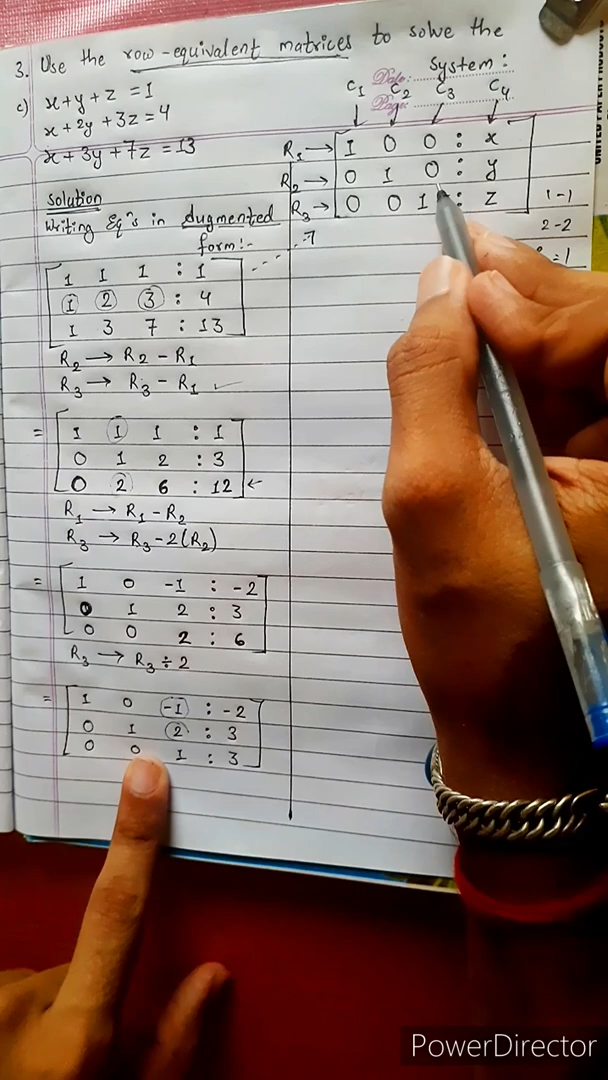 3. Use the row-equivalent matrices to solve the
system:
c) x+y+z = 1
x+2y+3z = 4
x+3y+7z = 13
Date:
Page:
C1 C2 C3 C4
R1→ 1 0 0 : x
R2→ 0 1 0 : y
R3→ 0 0 1 : z
1-1
2-2
Solution
Writing Eqns in Augmented
form:-
1 1 1 : 1
1 2 3 : 4
1 3 7 : 13
R2 → R2 - R1
R3 → R3 - R1
= 1 1 1 : 1
0 1 2 : 3
0 2 6 : 12 ←
R1 → R1 - R2
R3 → R3 - 2(R2)
= 1 0 -1 : -2
0 1 2 : 3
0 0 2 : 6
R3 → R3 ÷ 2
= 1 0 -1 : -2
0 1 2 : 3
0 0 1 : 3
PowerDirector